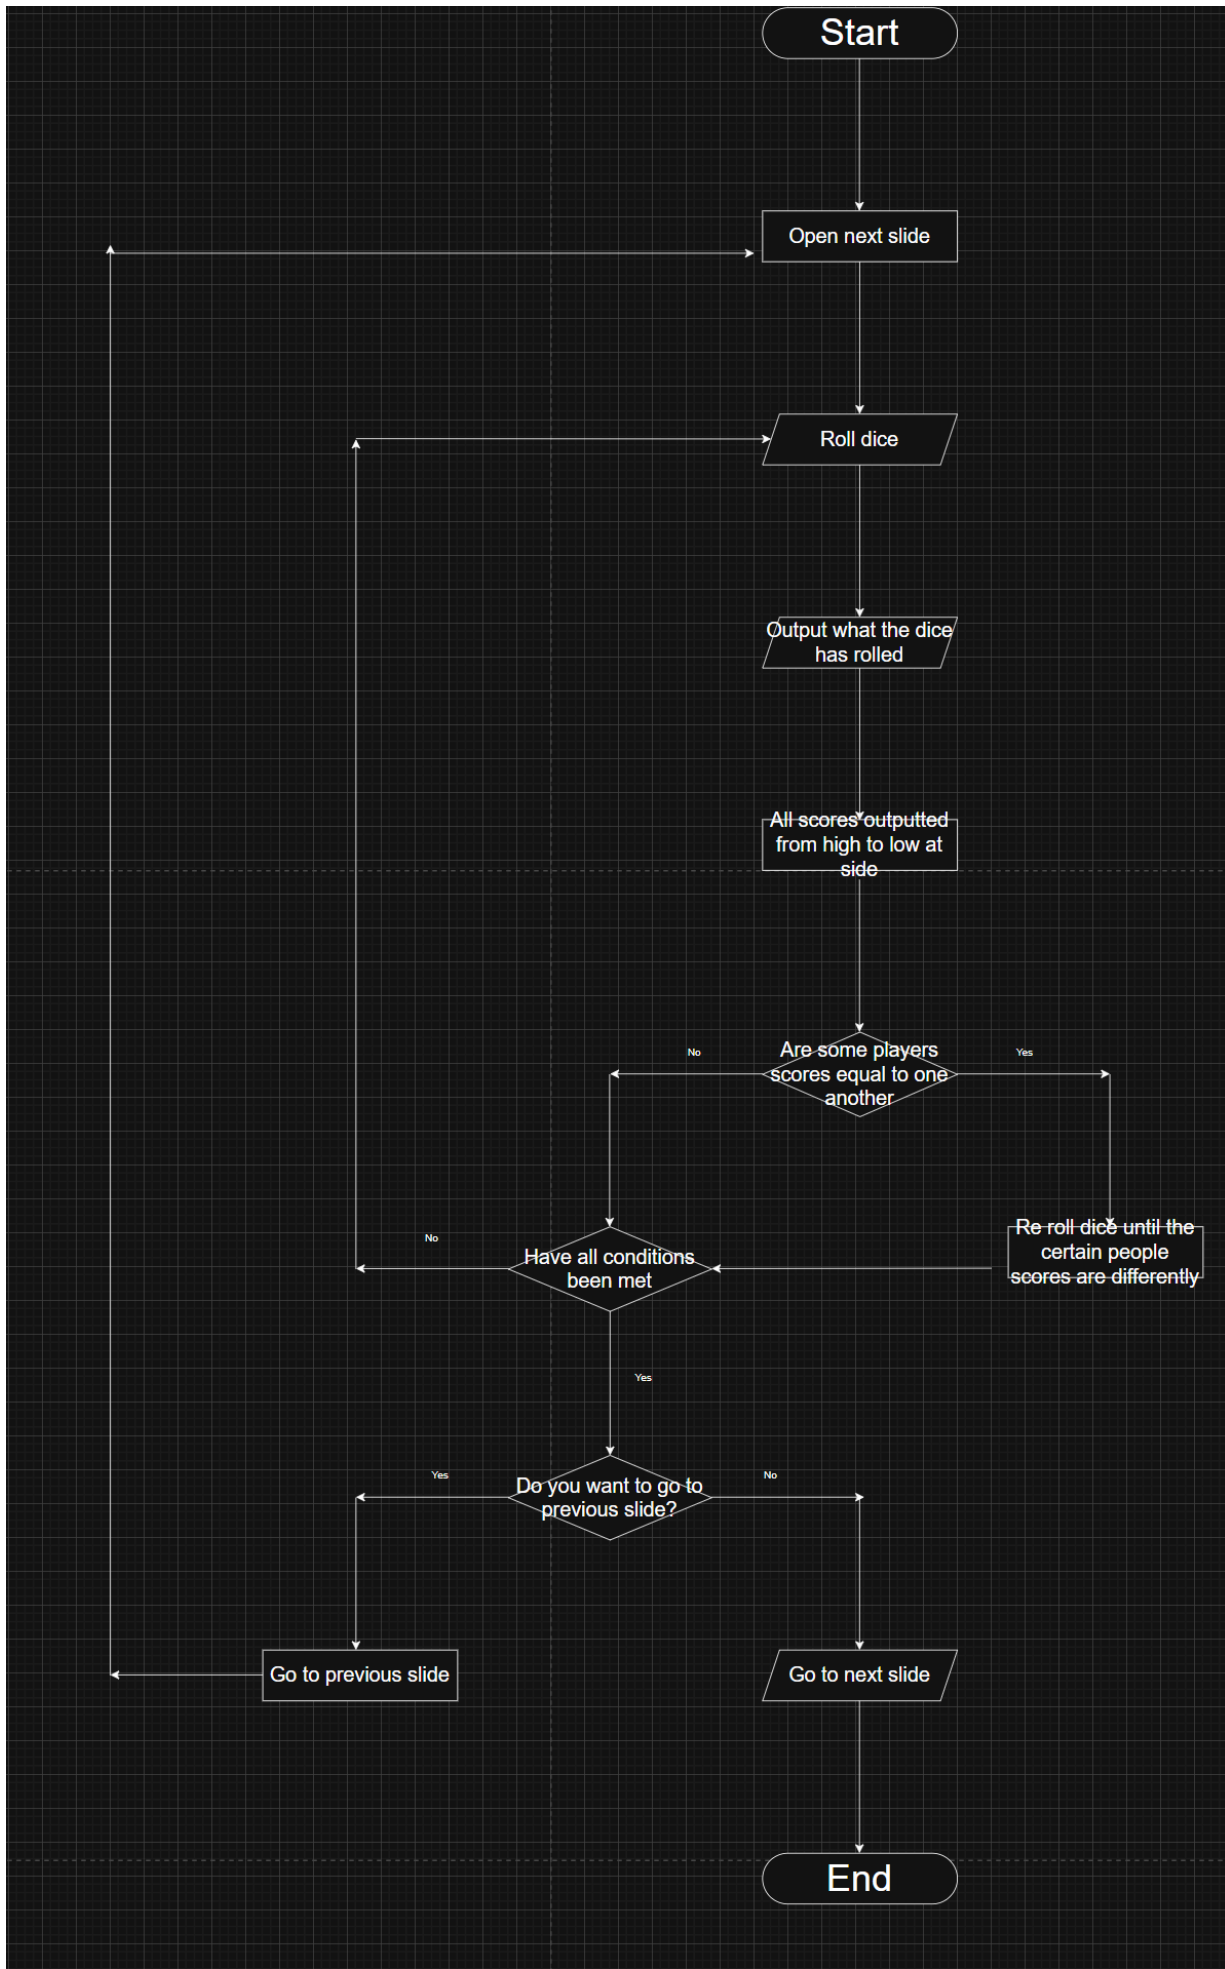 Start
Open next slide
Roll dice
Output what the dice
has rolled
All scores outputted
from high to low at
side
No
Are some players
scores equal to one
another
Yes
No
Have all conditions
been met
Re roll dice until the
certain people
scores are differently
Yes
Yes
Do you want to go to
previous slide?
No
Go to previous slide
Go to next slide
End